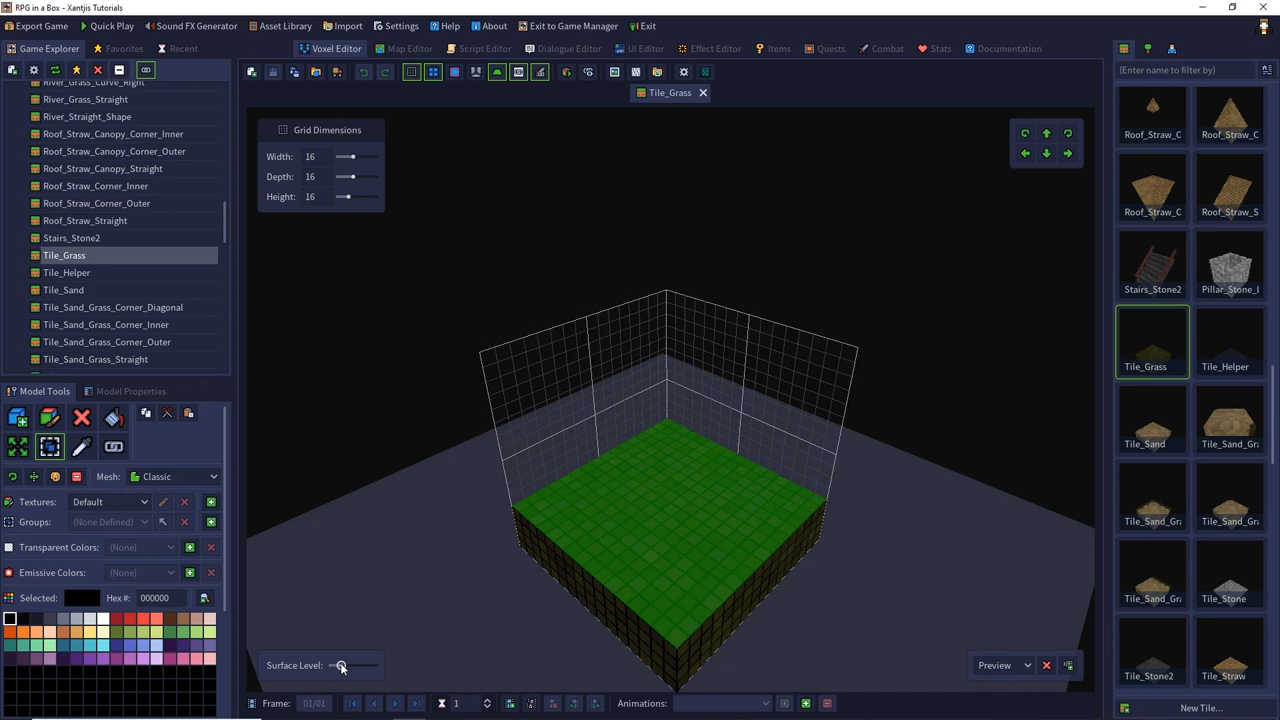 RPG in a Box - Xantjis Tutorials
Export Game Quick Play Sound FX Generator Asset Library Import Settings Help About Exit to Game Manager Exit
Game Explorer Favorites Recent Voxel Editor Map Editor Script Editor Dialogue Editor UI Editor Effect Editor Items Quests Combat Stats Documentation
(Enter name to filter by)
Tile_Grass
River_Grass_Curve_Right
River_Grass_Straight
River_Straight_Shape
Roof_Straw_Canopy_Corner_Inner
Roof_Straw_Canopy_Corner_Outer
Roof_Straw_Canopy_Straight
Roof_Straw_Corner_Inner
Roof_Straw_Corner_Outer
Roof_Straw_Straight
Stairs_Stone2
Tile_Grass
Tile_Helper
Tile_Sand
Tile_Sand_Grass_Corner_Diagonal
Tile_Sand_Grass_Corner_Inner
Tile_Sand_Grass_Corner_Outer
Tile_Sand_Grass_Straight
Model Tools Model Properties
Mesh: Classic
Textures: Default
Groups: (None Defined)
Transparent Colors: (None)
Emissive Colors: (None)
Selected: Hex #: 000000
Grid Dimensions
Width: 16
Depth: 16
Height: 16
Surface Level:
Preview
Frame: 01/01 1 Animations:
Roof_Straw_C Roof_Straw_C
Roof_Straw_C Roof_Straw_S
Stairs_Stone2 Pillar_Stone_I
Tile_Grass Tile_Helper
Tile_Sand Tile_Sand_Gra
Tile_Sand_Gra Tile_Sand_Gra
Tile_Sand_Gra Tile_Stone
Tile_Stone2 Tile_Straw
New Tile...